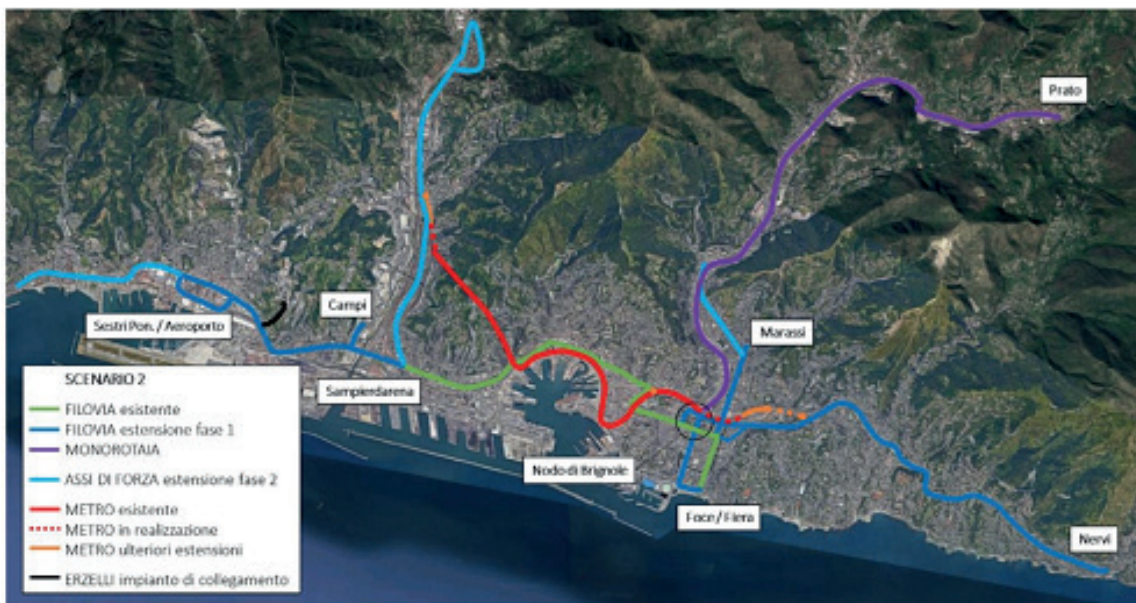 Prato
Campi
Sestri Pon. / Aeroporto
Marassi
Sampierdarena
SCENARIO 2
FILOVIA esistente
FILOVIA estensione fase 1
MONOROTAIA
ASSI DI FORZA estensione fase 2
METRO esistente
METRO in realizzazione
METRO ulteriori estensioni
ERZELLI impianto di collegamento
Nodo di Brignole
Foce / Fiera
Nervi